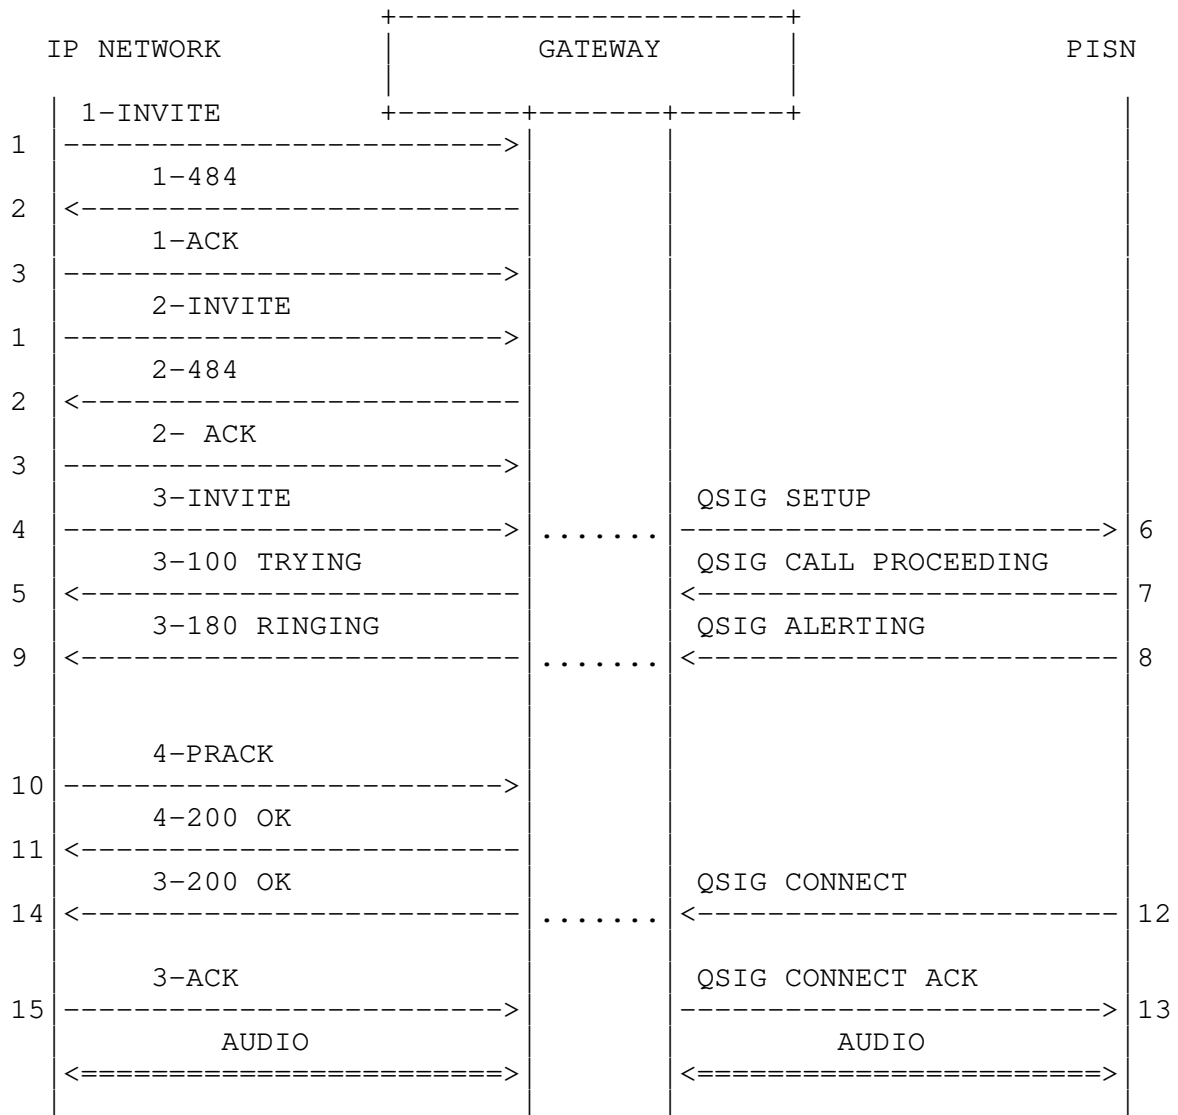 IP NETWORK GATEWAY PISN
1-INVITE
1
1-484
2
1-ACK
3
2-INVITE
1
2-484
2
2- ACK
3
3-INVITE QSIG SETUP
4 6
3-100 TRYING QSIG CALL PROCEEDING
5 7
3-180 RINGING QSIG ALERTING
9 8
4-PRACK
10
4-200 OK
11
3-200 OK QSIG CONNECT
14 12
3-ACK QSIG CONNECT ACK
15 13
AUDIO AUDIO